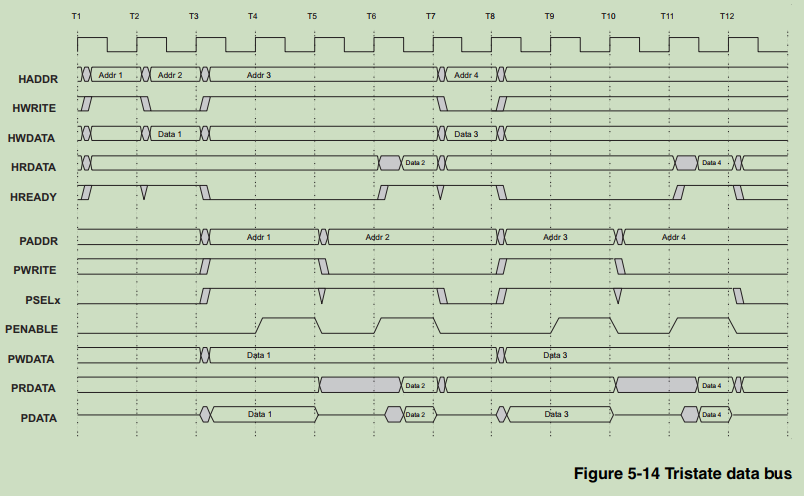 T1 T2 T3 T4 T5 T6 T7 T8 T9 T10 T11 T12
HADDR Addr 1 Addr 2 Addr 3 Addr 4
HWRITE
HWDATA Data 1 Data 3
HRDATA Data 2 Data 4
HREADY
PADDR Addr 1 Addr 2 Addr 3 Addr 4
PWRITE
PSELx
PENABLE
PWDATA Data 1 Data 3
PRDATA Data 2 Data 4
PDATA Data 1 Data 2 Data 3 Data 4
Figure 5-14 Tristate data bus